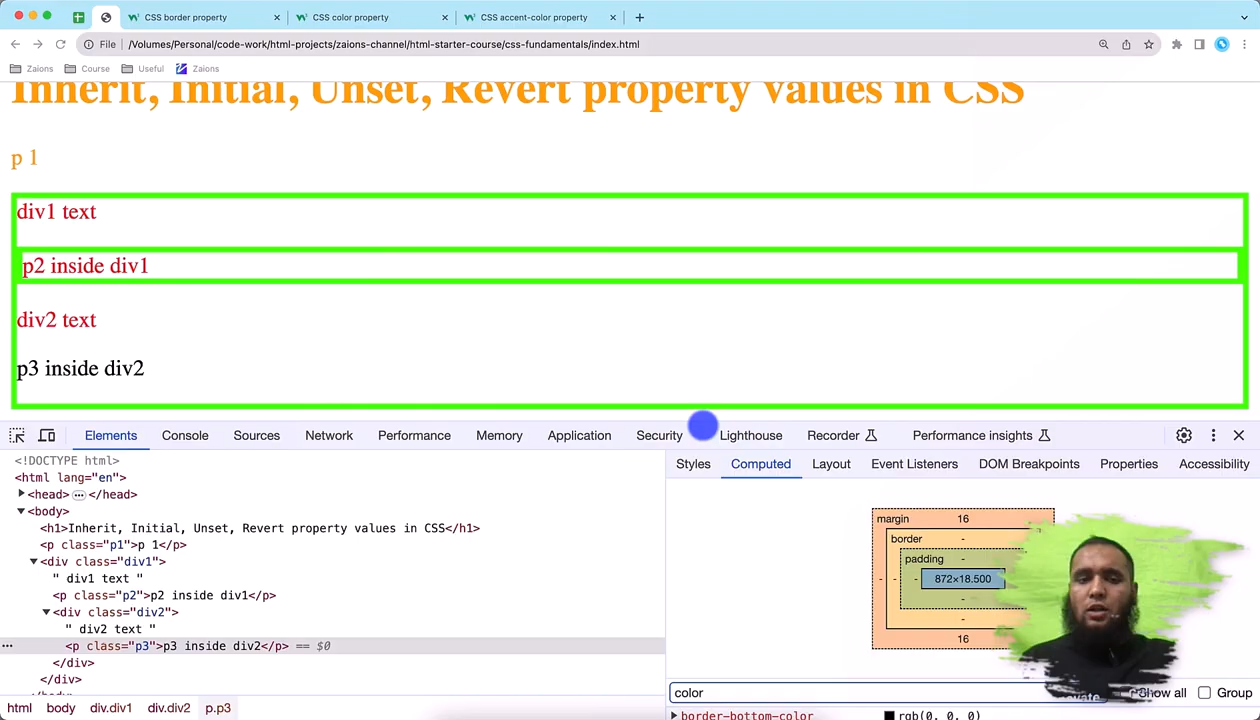 CSS border property
CSS color property
CSS accent-color property
File
/Volumes/Personal/code-work/html-projects/zaions-channel/html-starter-course/css-fundamentals/index.html
Zaions
Course
Useful
Zaions
Inherit, Initial, Unset, Revert property values in CSS
p 1
div1 text
p2 inside div1
div2 text
p3 inside div2
Elements
Console
Sources
Network
Performance
Memory
Application
Security
Lighthouse
Recorder
Performance insights
<!DOCTYPE html>
<html lang="en">
<head> ••• </head>
<body>
<h1>Inherit, Initial, Unset, Revert property values in CSS</h1>
<p class="p1">p 1</p>
<div class="div1">
" div1 text "
<p class="p2">p2 inside div1</p>
<div class="div2">
" div2 text "
<p class="p3">p3 inside div2</p> == $0
</div>
</div>
html body div.div1 div.div2 p.p3
Styles
Computed
Layout
Event Listeners
DOM Breakpoints
Properties
Accessibility
margin
16
border
-
padding
-
872×18.500
-
-
16
color
Show all
Group
border-bottom-color
rgb(0, 0, 0)